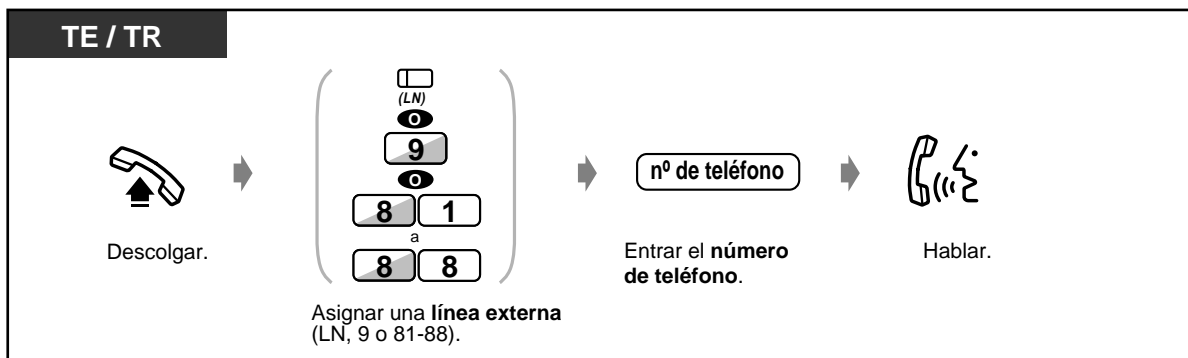 TE / TR
(LN)
O
9
O
8 1
a
8 8
nº de teléfono
Descolgar.
Asignar una línea externa
(LN, 9 o 81-88).
Entrar el número
de teléfono.
Hablar.